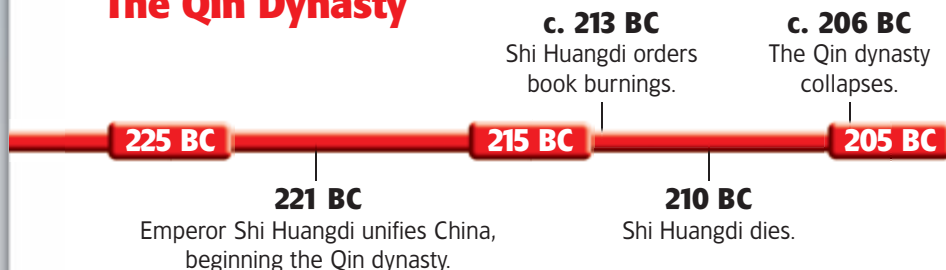 The Qin Dynasty
c. 213 BC
Shi Huangdi orders
book burnings.
c. 206 BC
The Qin dynasty
collapses.
225 BC
215 BC
205 BC
221 BC
Emperor Shi Huangdi unifies China,
beginning the Qin dynasty.
210 BC
Shi Huangdi dies.